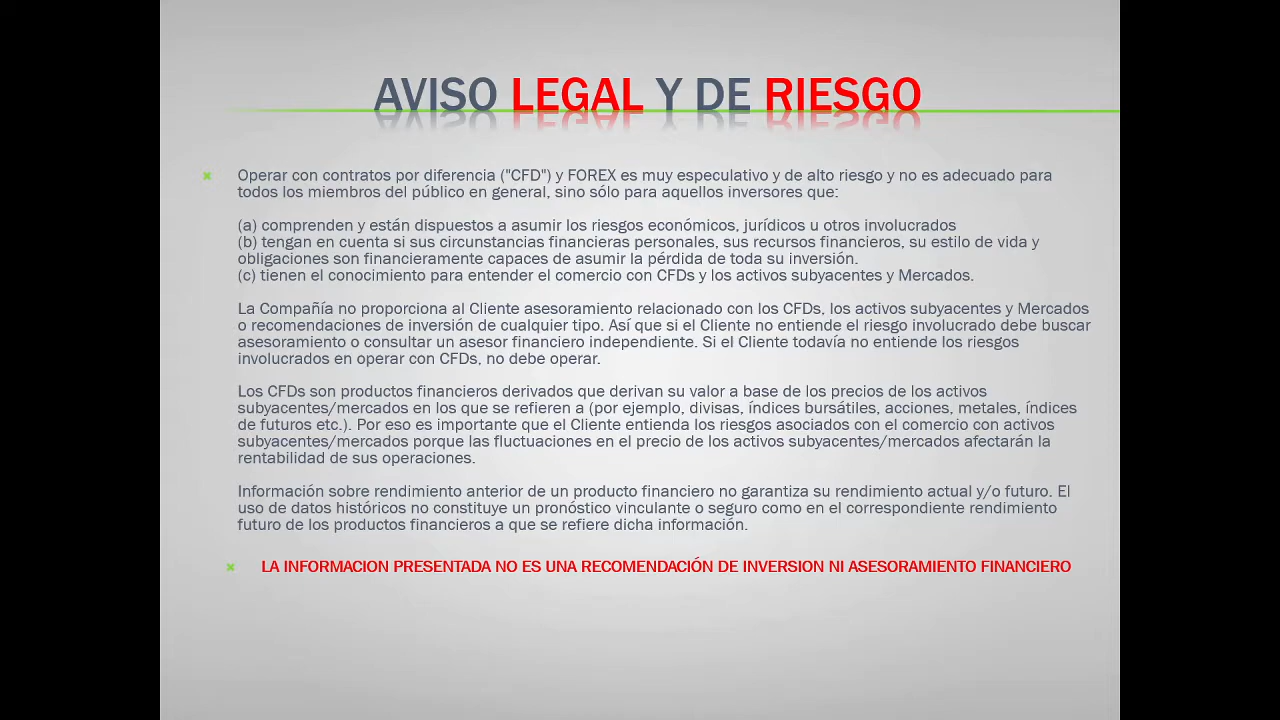 AVISO LEGAL Y DE RIESGO
Operar con contratos por diferencia ("CFD") y FOREX es muy especulativo y de alto riesgo y no es adecuado para
todos los miembros del público en general, sino sólo para aquellos inversores que:
(a) comprenden y están dispuestos a asumir los riesgos económicos, jurídicos u otros involucrados
(b) tengan en cuenta si sus circunstancias financieras personales, sus recursos financieros, su estilo de vida y
obligaciones son financieramente capaces de asumir la pérdida de toda su inversión.
(c) tienen el conocimiento para entender el comercio con CFDs y los activos subyacentes y Mercados.
La Compañía no proporciona al Cliente asesoramiento relacionado con los CFDs, los activos subyacentes y Mercados
o recomendaciones de inversión de cualquier tipo. Así que si el Cliente no entiende el riesgo involucrado debe buscar
asesoramiento o consultar un asesor financiero independiente. Si el Cliente todavía no entiende los riesgos
involucrados en operar con CFDs, no debe operar.
Los CFDs son productos financieros derivados que derivan su valor a base de los precios de los activos
subyacentes/mercados en los que se refieren a (por ejemplo, divisas, índices bursátiles, acciones, metales, índices
de futuros etc.). Por eso es importante que el Cliente entienda los riesgos asociados con el comercio con activos
subyacentes/mercados porque las fluctuaciones en el precio de los activos subyacentes/mercados afectarán la
rentabilidad de sus operaciones.
Información sobre rendimiento anterior de un producto financiero no garantiza su rendimiento actual y/o futuro. El
uso de datos históricos no constituye un pronóstico vinculante o seguro como en el correspondiente rendimiento
futuro de los productos financieros a que se refiere dicha información.
LA INFORMACION PRESENTADA NO ES UNA RECOMENDACIÓN DE INVERSION NI ASESORAMIENTO FINANCIERO